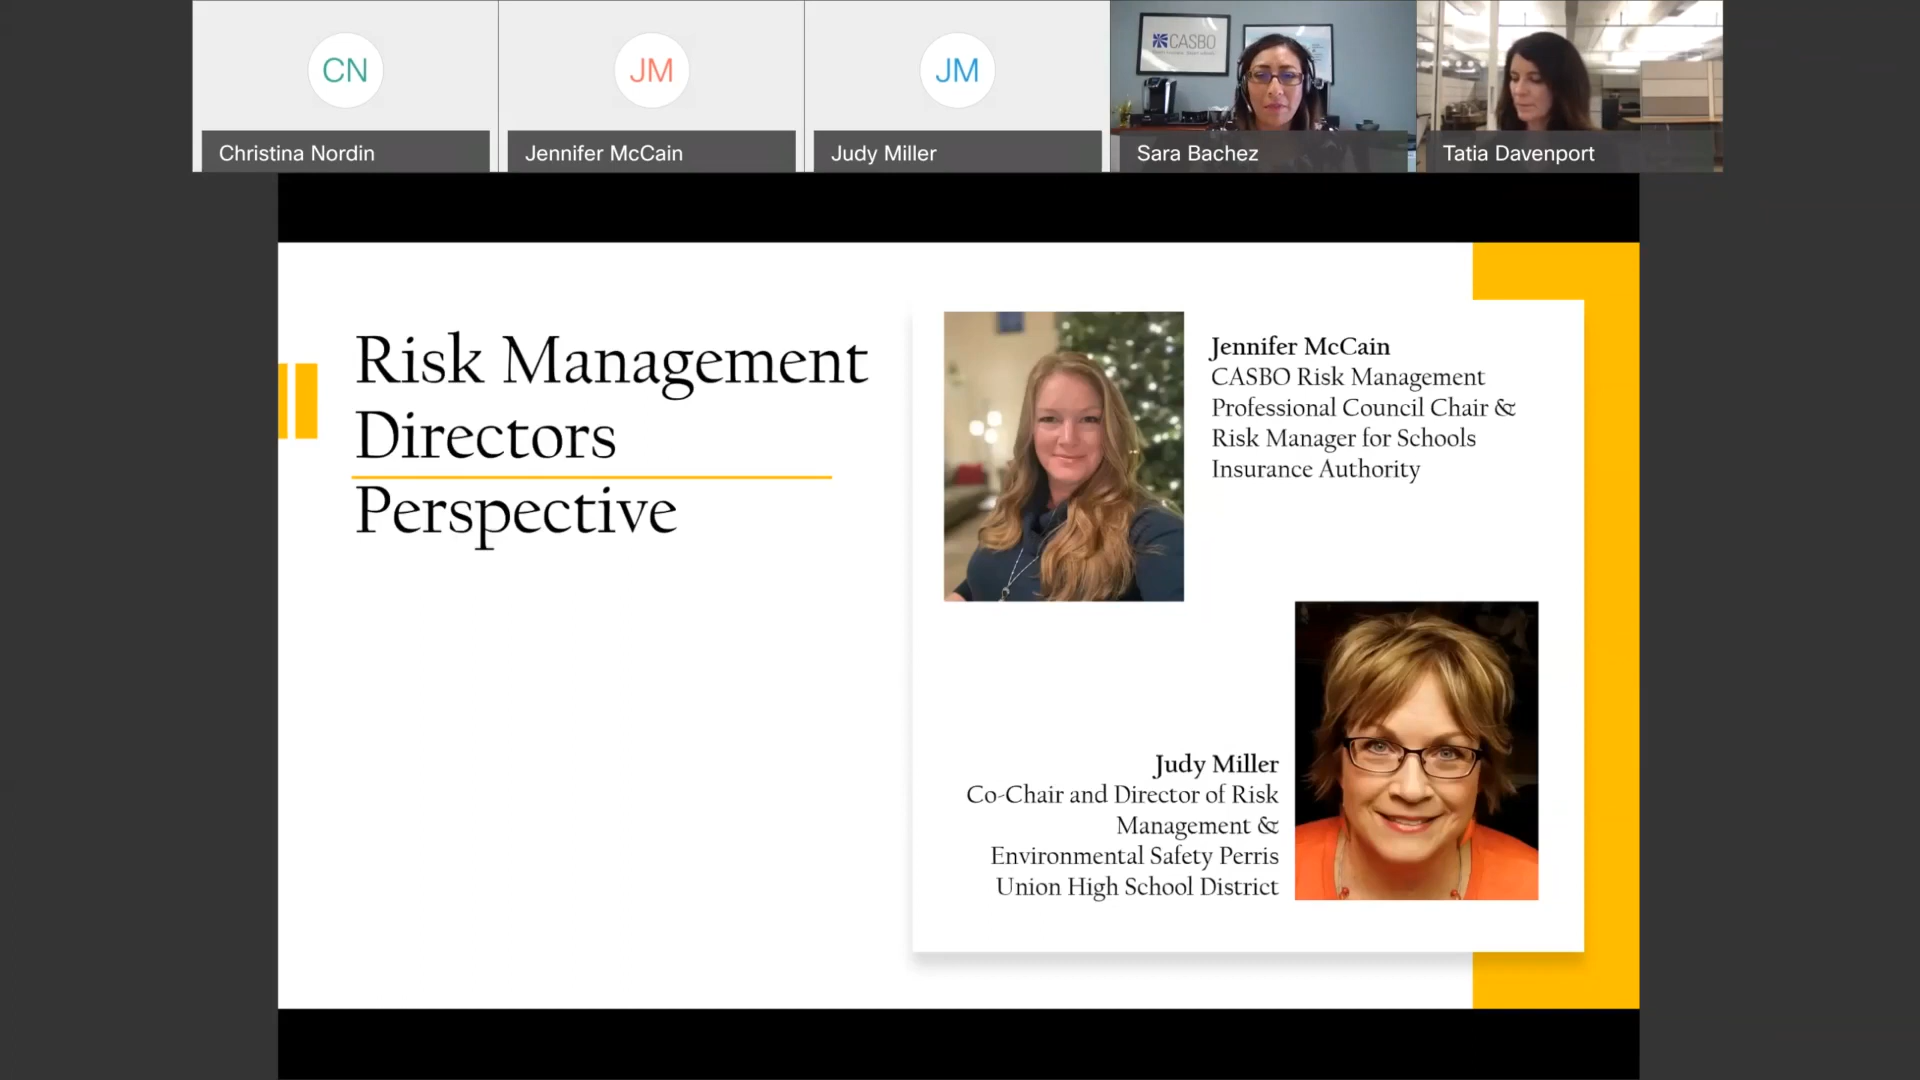 CN
JM
JM
CASBO
Christina Nordin
Jennifer McCain
Judy Miller
Sara Bachez
Tatia Davenport
Risk Management
Directors
Perspective
Jennifer McCain
CASBO Risk Management
Professional Council Chair &
Risk Manager for Schools
Insurance Authority
Judy Miller
Co-Chair and Director of Risk
Management &
Environmental Safety Perris
Union High School District